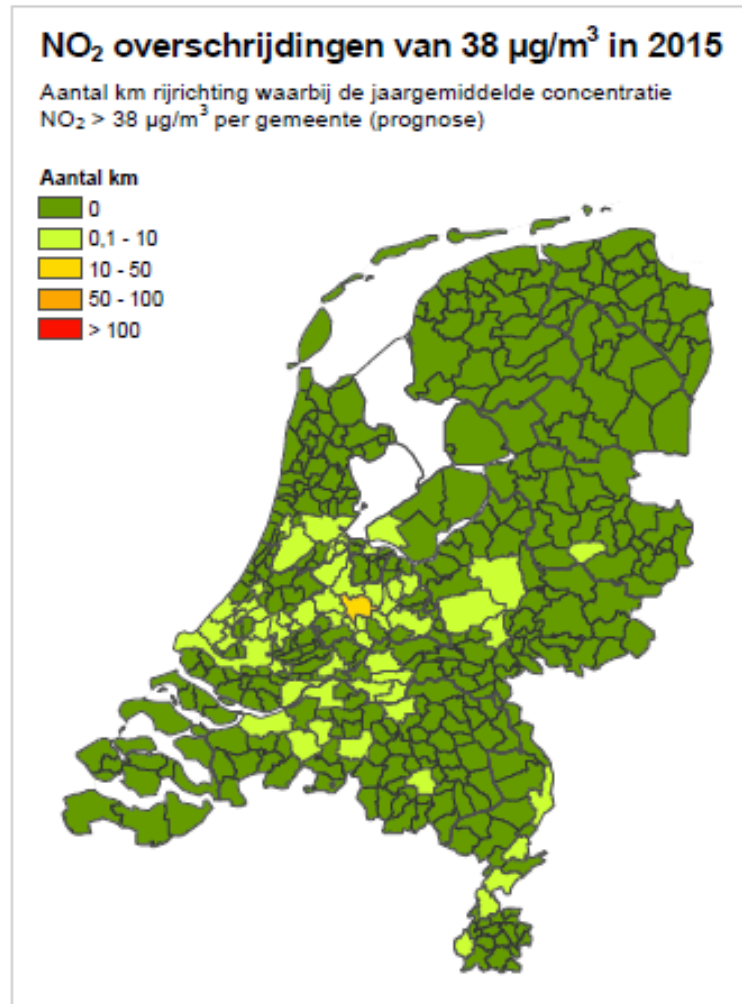 NO₂ overschrijdingen van 38 µg/m³ in 2015
Aantal km rijrichting waarbij de jaargemiddelde concentratie
NO₂ > 38 µg/m³ per gemeente (prognose)
Aantal km
0
0,1 - 10
10 - 50
50 - 100
> 100